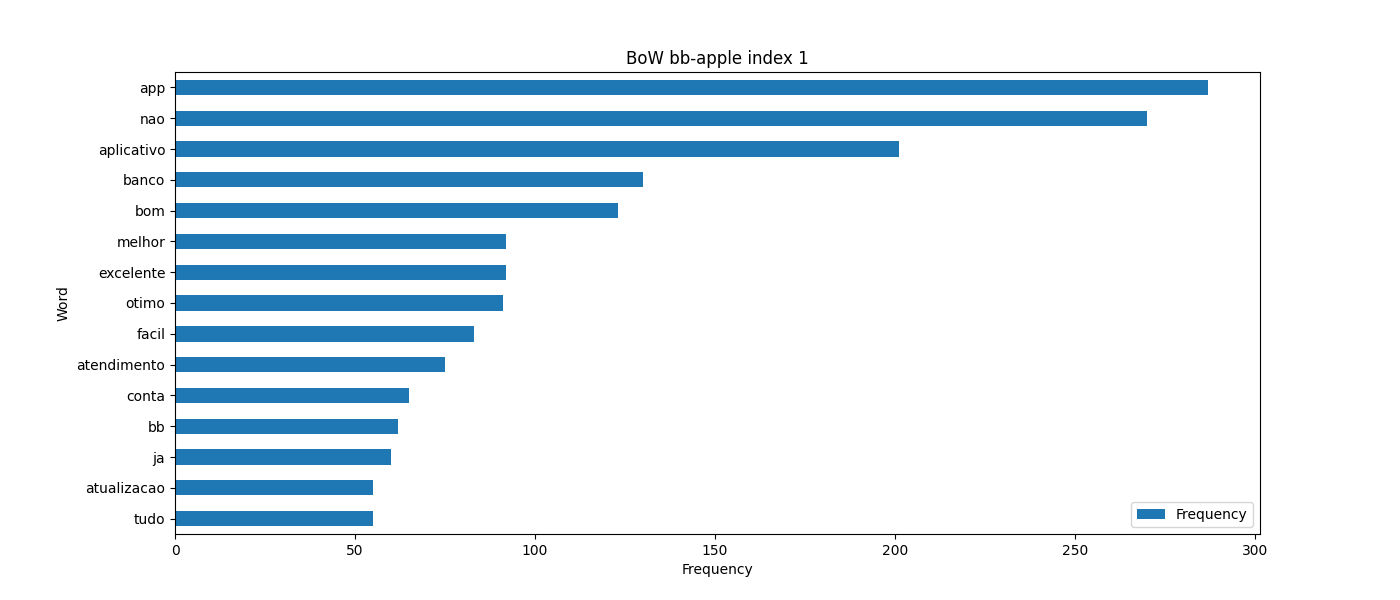 BoW bb-apple index 1
app
nao
aplicativo
banco
bom
melhor
excelente
otimo
facil
atendimento
conta
bb
ja
atualizacao
tudo
Word
0 50 100 150 200 250 300
Frequency
Frequency